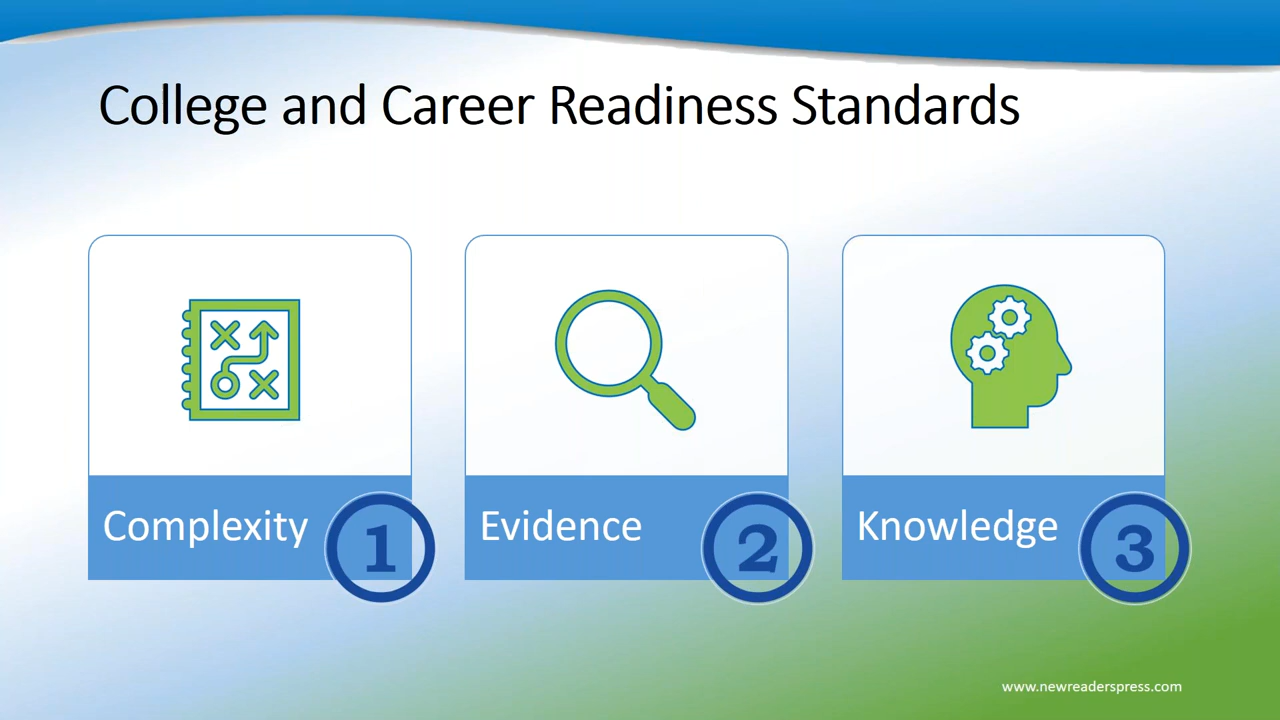 College and Career Readiness Standards
Complexity 1
Evidence 2
Knowledge 3
www.newreaderspress.com